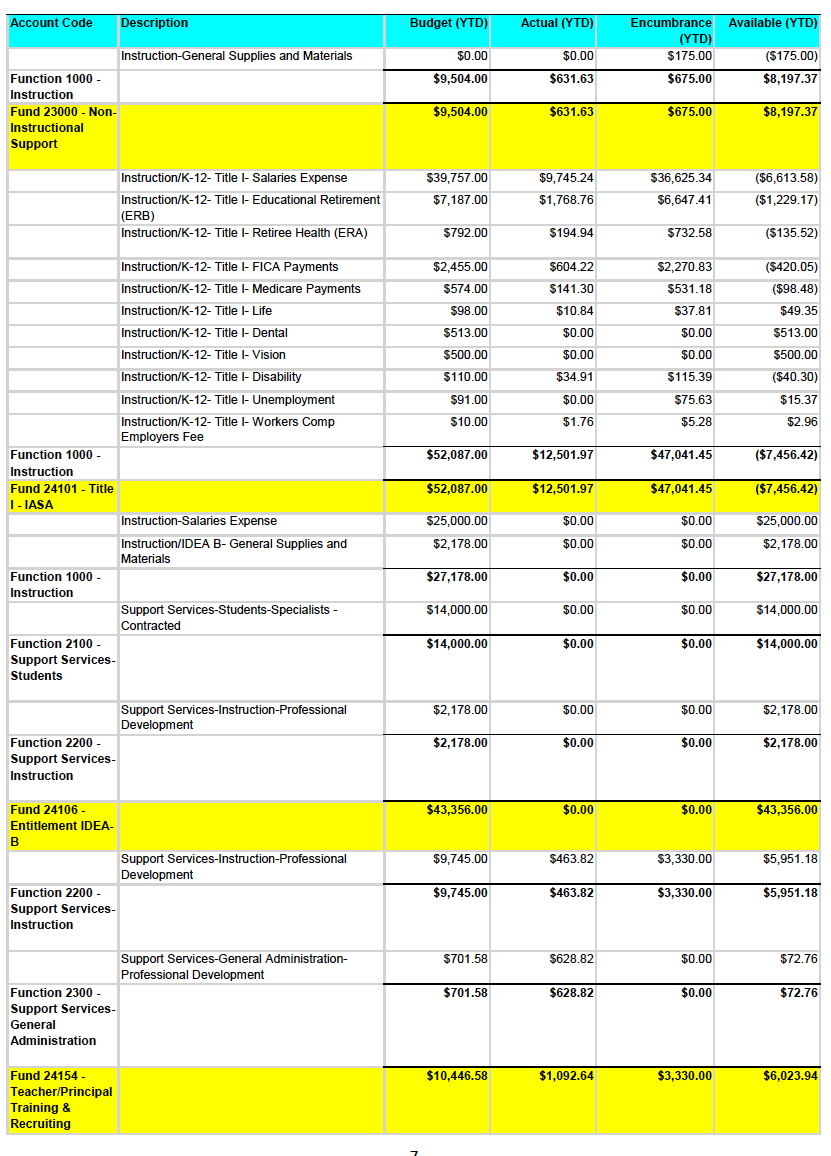 Account Code Description Budget (YTD) Actual (YTD) Encumbrance (YTD) Available (YTD)
Instruction-General Supplies and Materials $0.00 $0.00 $175.00 ($175.00)
Function 1000 - $9,504.00 $631.63 $675.00 $8,197.37
Instruction
Fund 23000 - Non- $9,504.00 $631.63 $675.00 $8,197.37
Instructional
Support
Instruction/K-12- Title I- Salaries Expense $39,757.00 $9,745.24 $36,625.34 ($6,613.58)
Instruction/K-12- Title I- Educational Retirement $7,187.00 $1,768.76 $6,647.41 ($1,229.17)
(ERB)
Instruction/K-12- Title I- Retiree Health (ERA) $792.00 $194.94 $732.58 ($135.52)
Instruction/K-12- Title I- FICA Payments $2,455.00 $604.22 $2,270.83 ($420.05)
Instruction/K-12- Title I- Medicare Payments $574.00 $141.30 $531.18 ($98.48)
Instruction/K-12- Title I- Life $98.00 $10.84 $37.81 $49.35
Instruction/K-12- Title I- Dental $513.00 $0.00 $0.00 $513.00
Instruction/K-12- Title I- Vision $500.00 $0.00 $0.00 $500.00
Instruction/K-12- Title I- Disability $110.00 $34.91 $115.39 ($40.30)
Instruction/K-12- Title I- Unemployment $91.00 $0.00 $75.63 $15.37
Instruction/K-12- Title I- Workers Comp $10.00 $1.76 $5.28 $2.96
Employers Fee
Function 1000 - $52,087.00 $12,501.97 $47,041.45 ($7,456.42)
Instruction
Fund 24101 - Title $52,087.00 $12,501.97 $47,041.45 ($7,456.42)
I - IASA
Instruction-Salaries Expense $25,000.00 $0.00 $0.00 $25,000.00
Instruction/IDEA B- General Supplies and $2,178.00 $0.00 $0.00 $2,178.00
Materials
Function 1000 - $27,178.00 $0.00 $0.00 $27,178.00
Instruction
Support Services-Students-Specialists - $14,000.00 $0.00 $0.00 $14,000.00
Contracted
Function 2100 - $14,000.00 $0.00 $0.00 $14,000.00
Support Services-
Students
Support Services-Instruction-Professional $2,178.00 $0.00 $0.00 $2,178.00
Development
Function 2200 - $2,178.00 $0.00 $0.00 $2,178.00
Support Services-
Instruction
Fund 24106 - $43,356.00 $0.00 $0.00 $43,356.00
Entitlement IDEA-
B
Support Services-Instruction-Professional $9,745.00 $463.82 $3,330.00 $5,951.18
Development
Function 2200 - $9,745.00 $463.82 $3,330.00 $5,951.18
Support Services-
Instruction
Support Services-General Administration- $701.58 $628.82 $0.00 $72.76
Professional Development
Function 2300 - $701.58 $628.82 $0.00 $72.76
Support Services-
General
Administration
Fund 24154 - $10,446.58 $1,092.64 $3,330.00 $6,023.94
Teacher/Principal
Training &
Recruiting